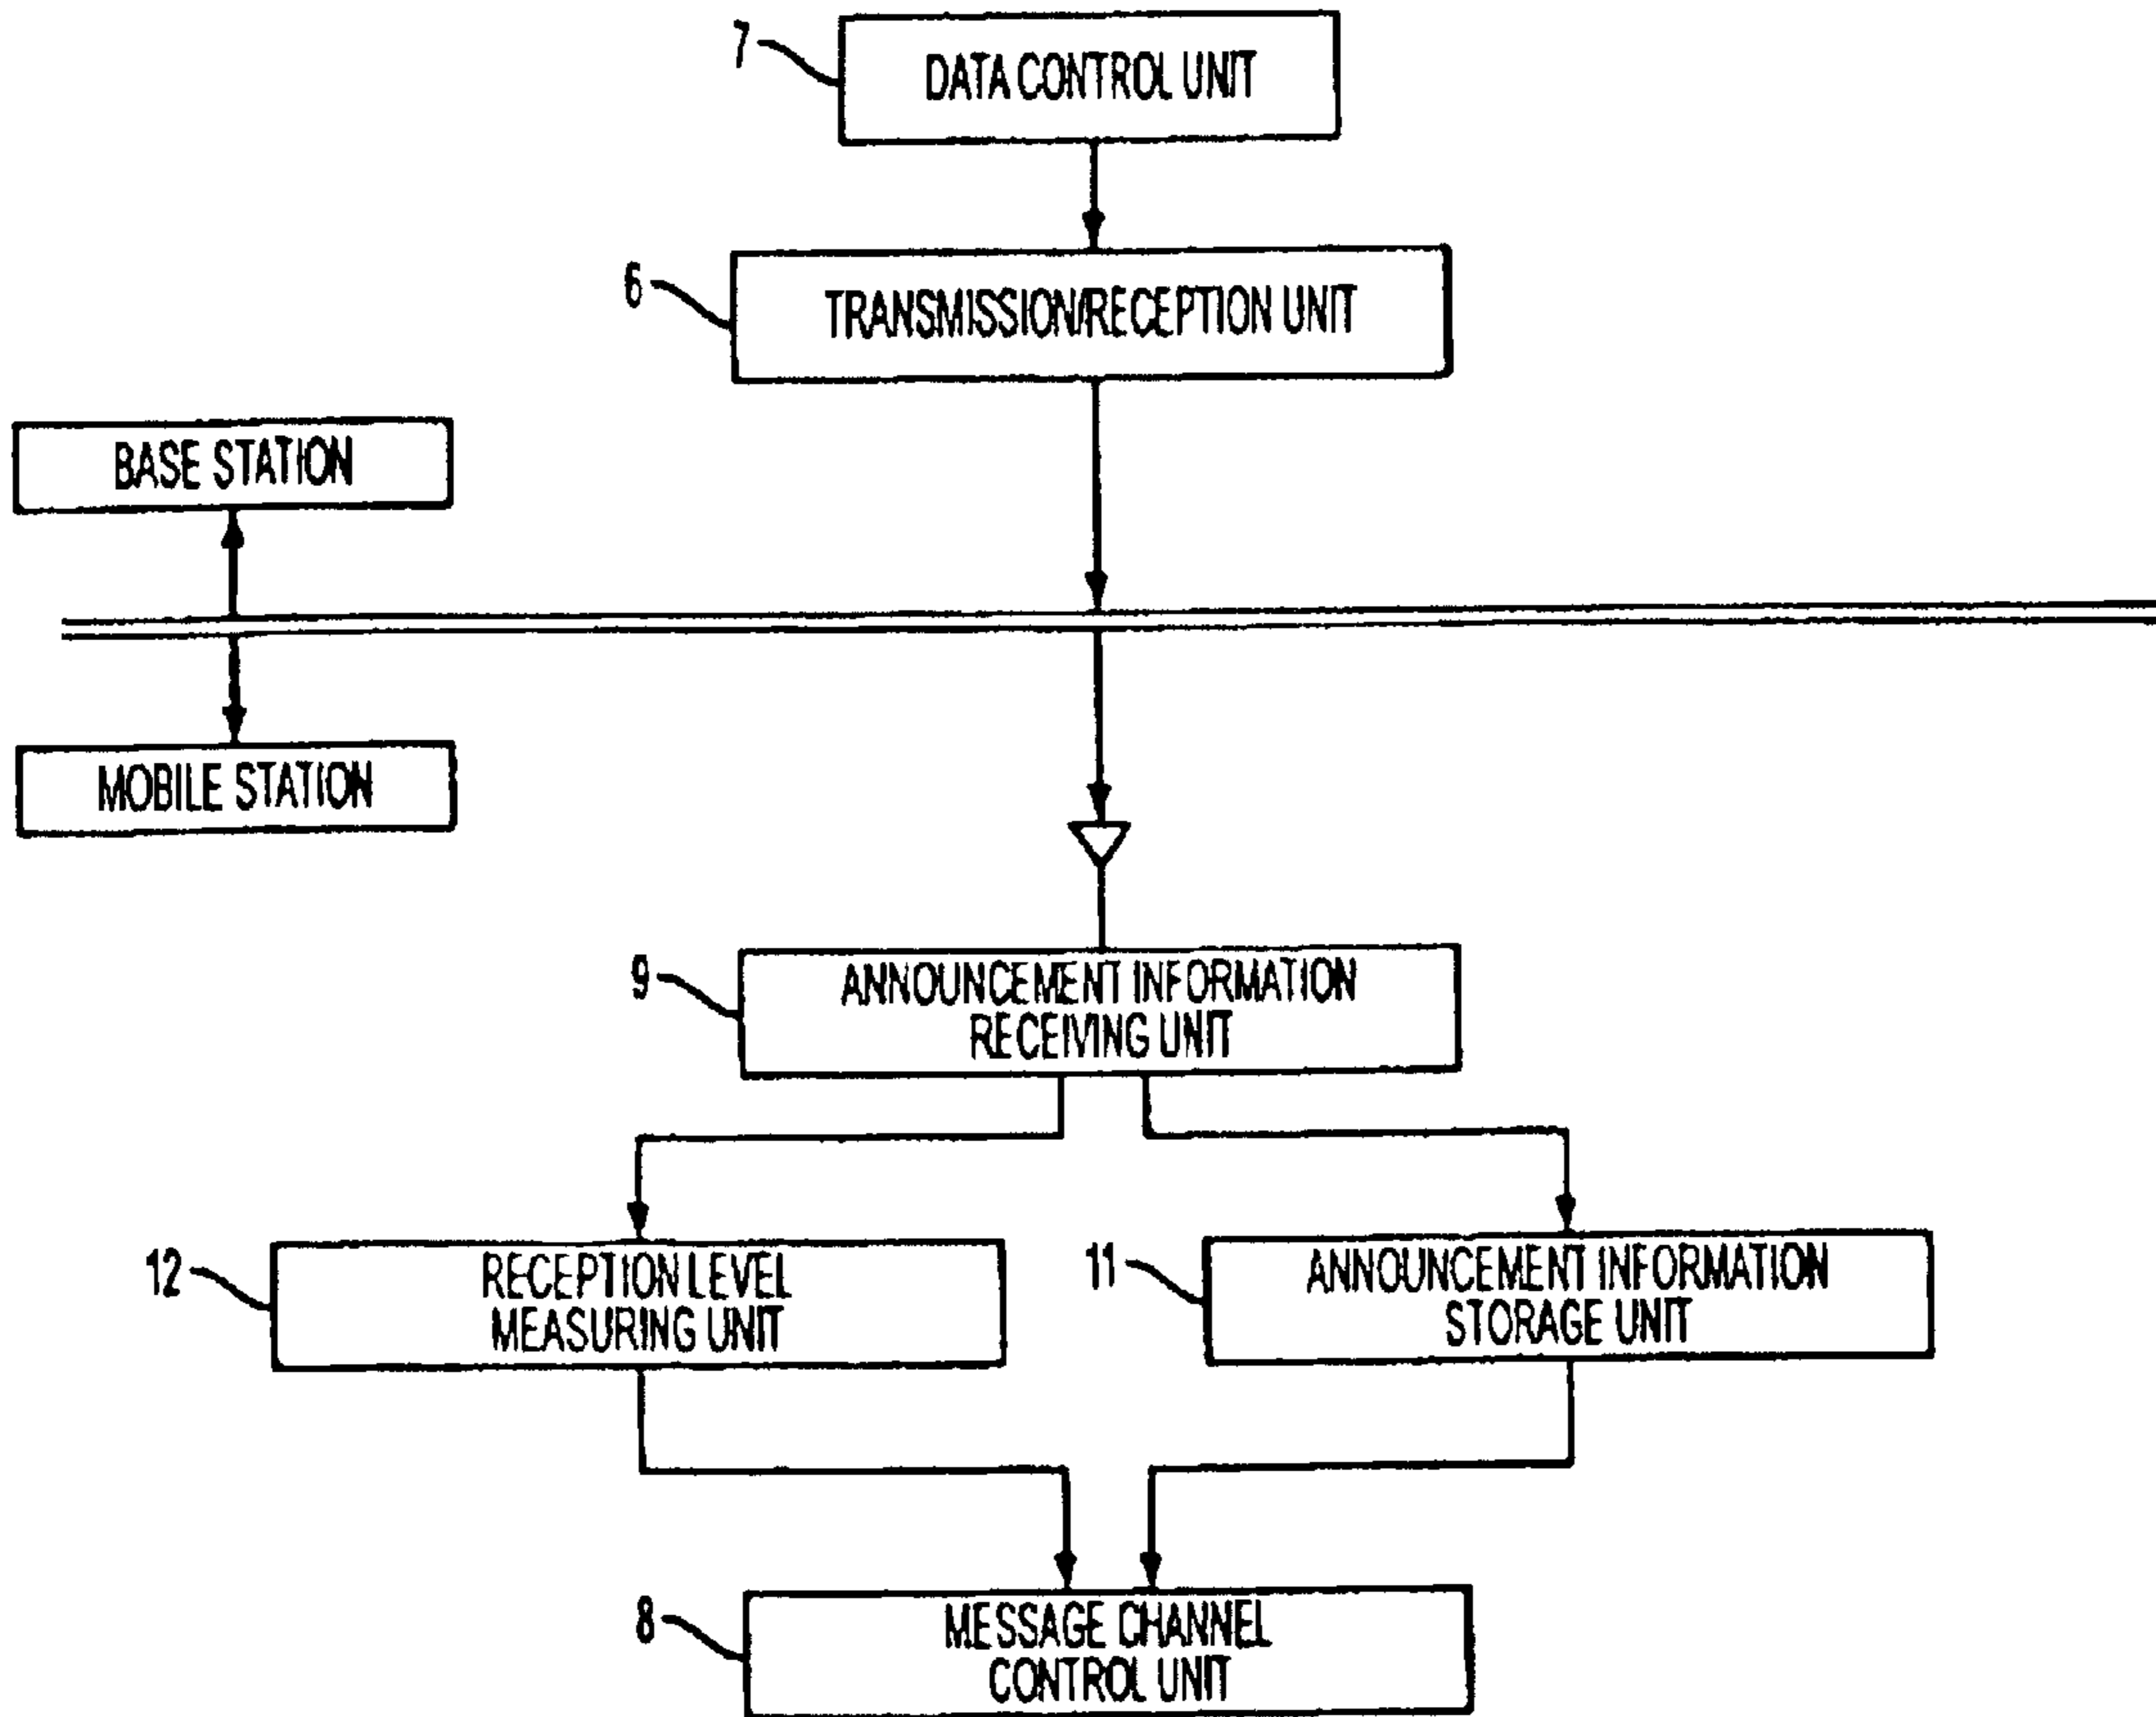 7
DATA CONTROL UNIT
6
TRANSMISSION/RECEPTION UNIT
BASE STATION
MOBILE STATION
9
ANNOUNCEMENT INFORMATION
RECEIVING UNIT
12
RECEPTION LEVEL
MEASURING UNIT
11
ANNOUNCEMENT INFORMATION
STORAGE UNIT
8
MESSAGE CHANNEL
CONTROL UNIT